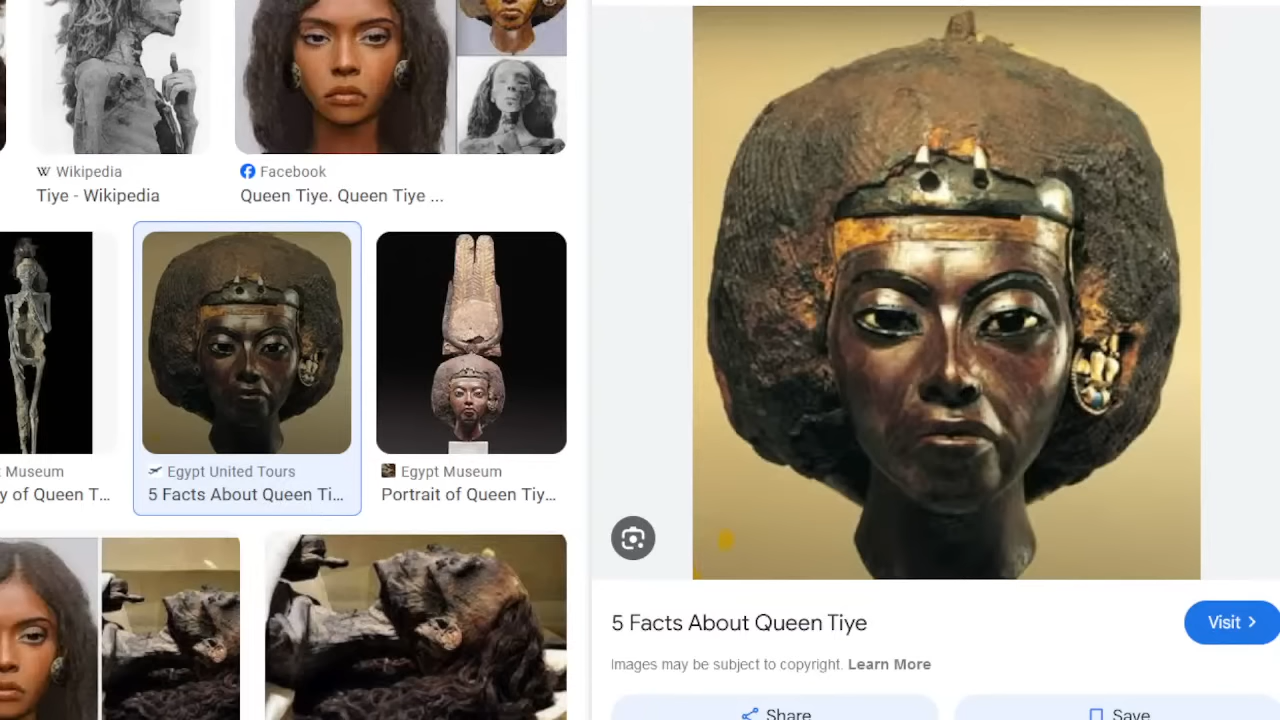 Wikipedia
Tiye - Wikipedia
Facebook
Queen Tiye. Queen Tiye ...
Museum
y of Queen T...
Egypt United Tours
5 Facts About Queen Ti...
Egypt Museum
Portrait of Queen Tiy...
5 Facts About Queen Tiye
Visit
Images may be subject to copyright. Learn More
Share
Save